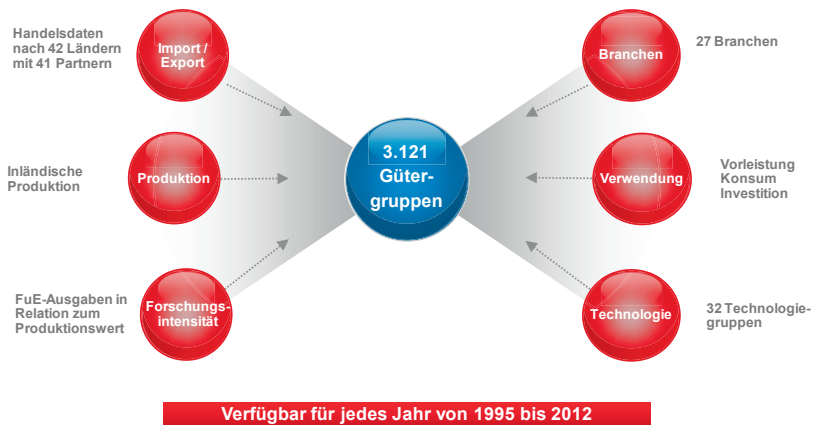 Handelsdaten
nach 42 Ländern
mit 41 Partnern
Import /
Export
Branchen
27 Branchen
3.121
Güter-
gruppen
Inländische
Produktion
Produktion
Verwendung
Vorleistung
Konsum
Investition
FuE-Ausgaben in
Relation zum
Produktionswert
Forschungs-
intensität
Technologie
32 Technologie-
gruppen
Verfügbar für jedes Jahr von 1995 bis 2012